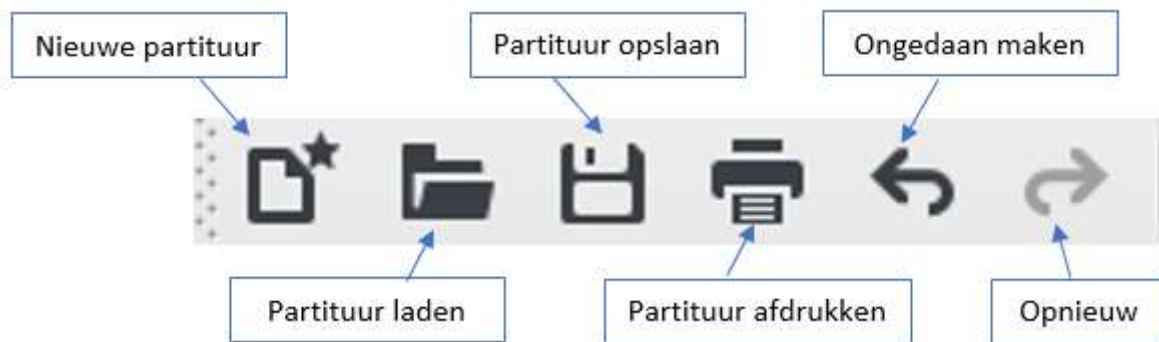 Nieuwe partituur
Partituur opslaan
Ongedaan maken
Partituur laden
Partituur afdrukken
Opnieuw